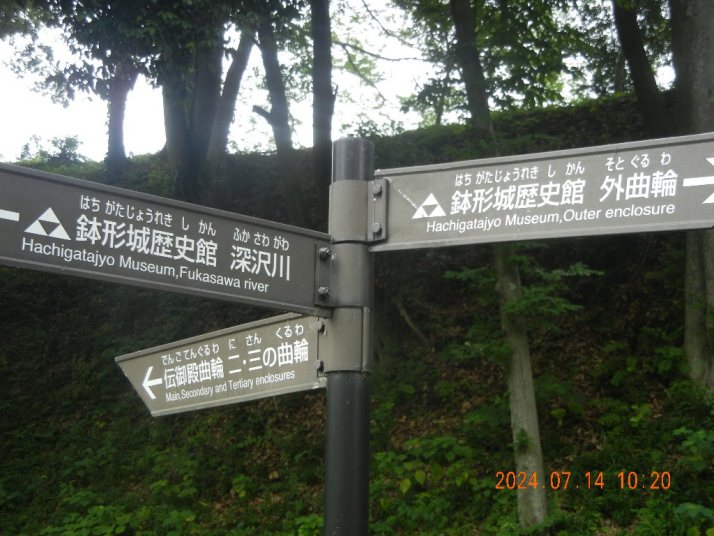 はちがたじょうれきしかん ふかさわがわ
鉢形城歴史館 深沢川
Hachigatajyo Museum,Fukasawa river
はちがたじょうれきしかん そとぐるわ
鉢形城歴史館 外曲輪
Hachigatajyo Museum,Outer enclosure
でんごてんぐるわ にさん くるわ
伝御殿曲輪 二・三の曲輪
Main,Secondary and Tertiary enclosures
2024.07.14 10:20